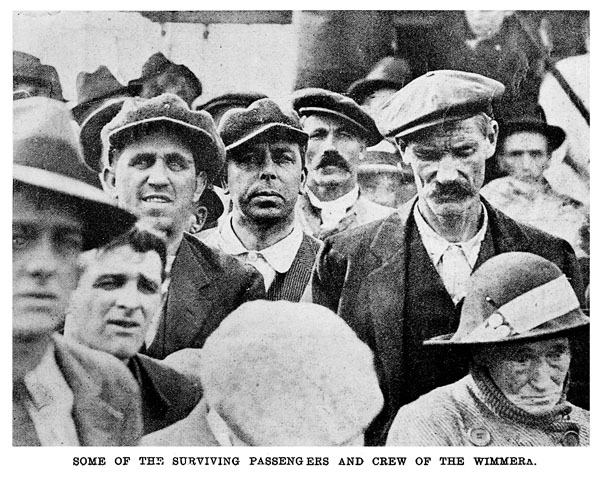 SOME OF THE SURVIVING PASSENGERS AND CREW OF THE WIMMERA.